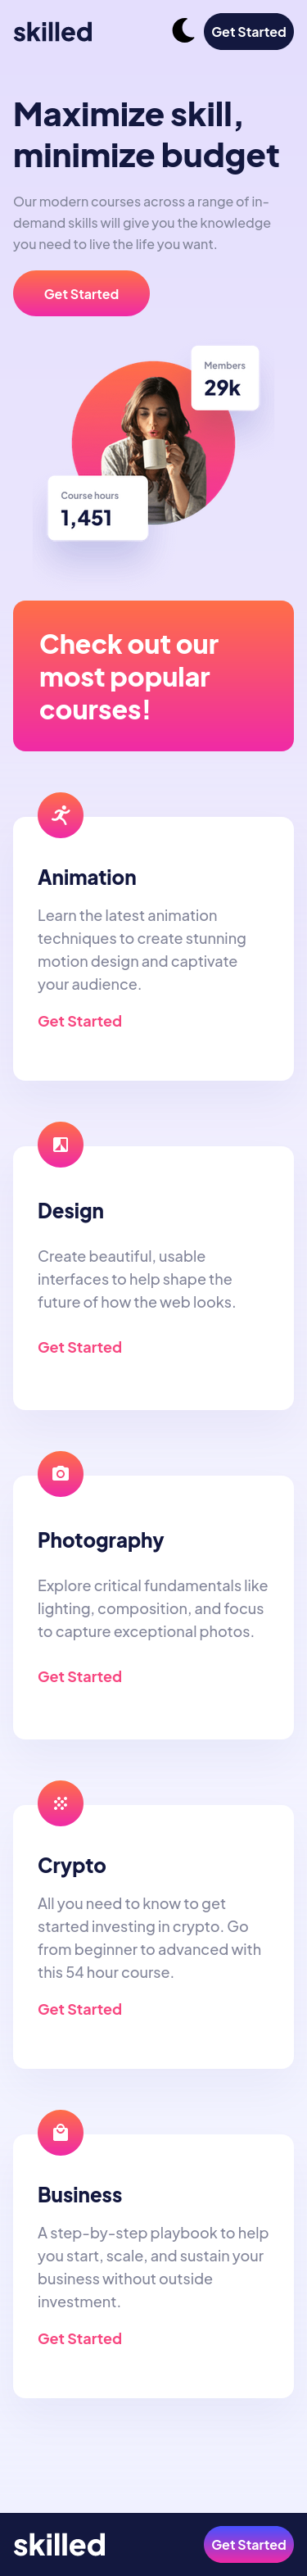 skilled
Get Started
Maximize skill,
minimize budget
Our modern courses across a range of in-
demand skills will give you the knowledge
you need to live the life you want.
Get Started
Members
29k
Course hours
1,451
Check out our
most popular
courses!
Animation
Learn the latest animation
techniques to create stunning
motion design and captivate
your audience.
Get Started
Design
Create beautiful, usable
interfaces to help shape the
future of how the web looks.
Get Started
Photography
Explore critical fundamentals like
lighting, composition, and focus
to capture exceptional photos.
Get Started
Crypto
All you need to know to get
started investing in crypto. Go
from beginner to advanced with
this 54 hour course.
Get Started
Business
A step-by-step playbook to help
you start, scale, and sustain your
business without outside
investment.
Get Started
skilled
Get Started